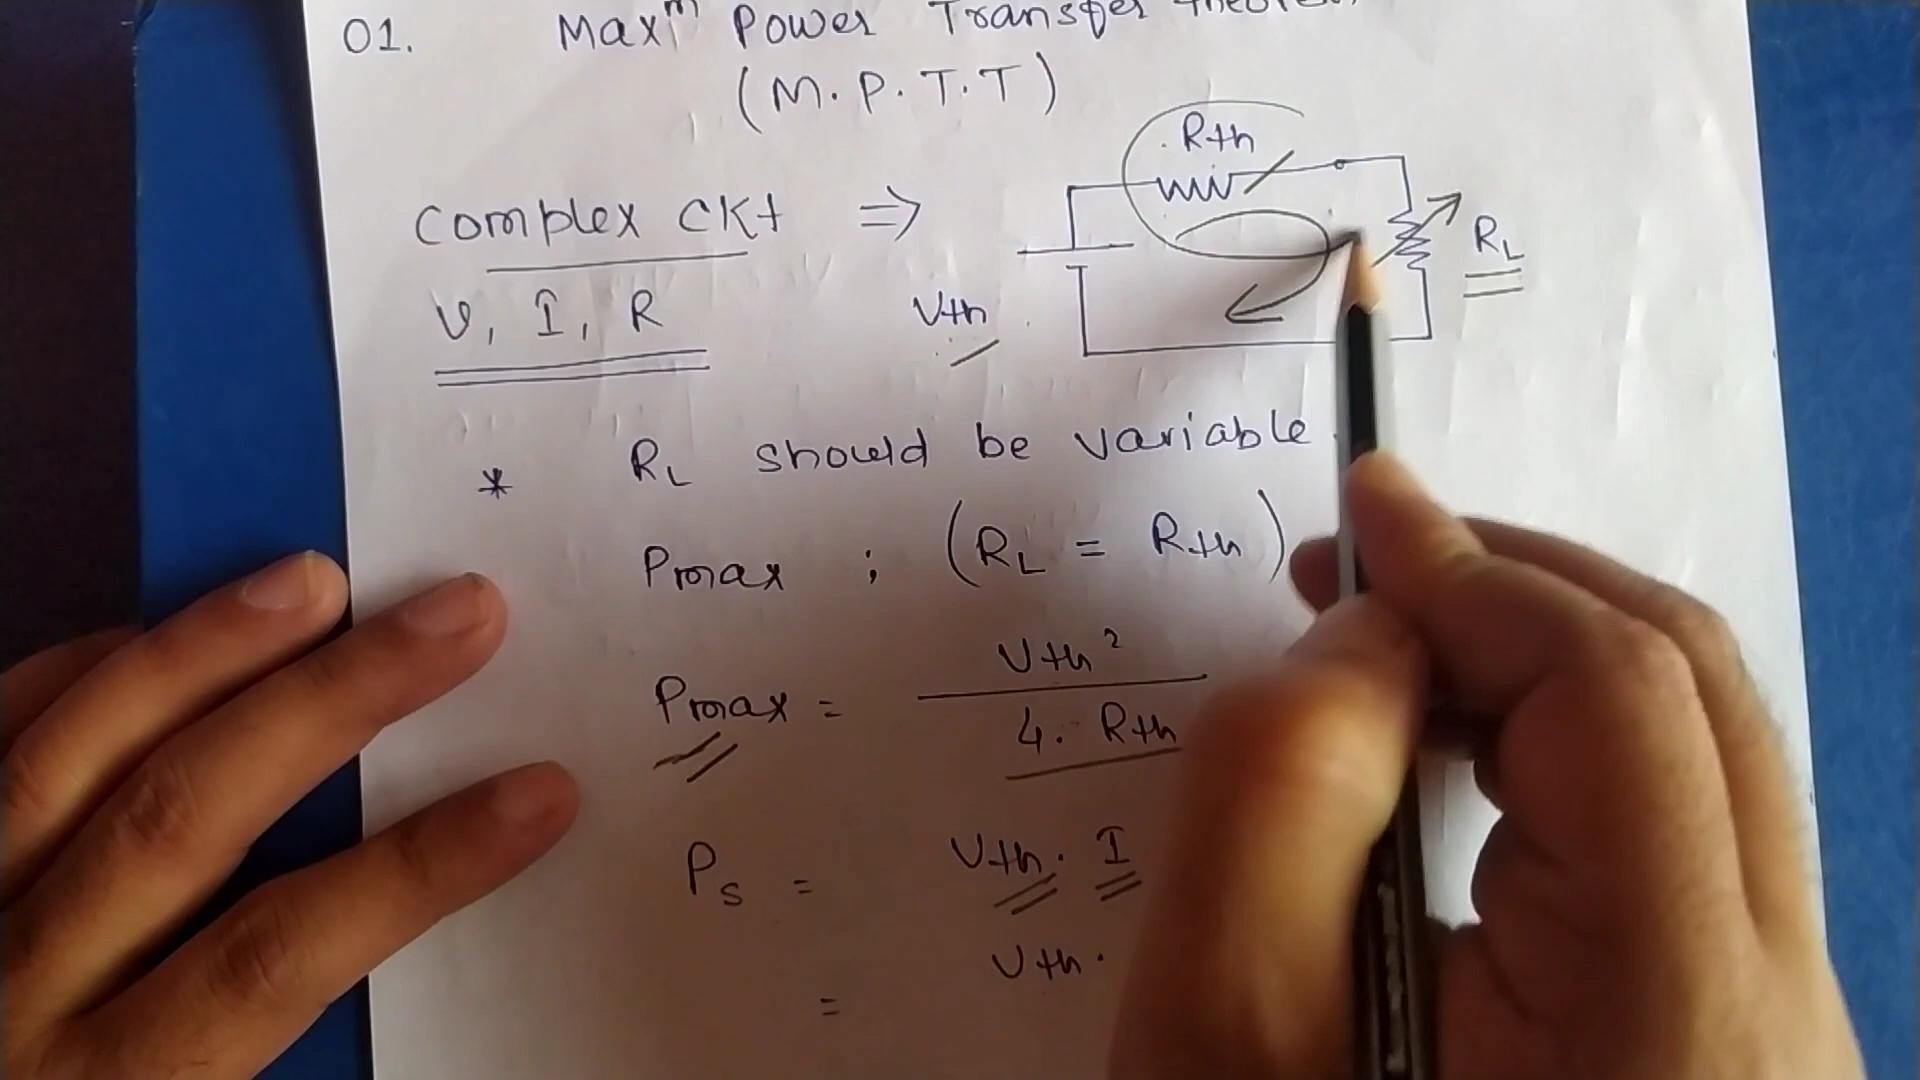 01. Maxᵐ Power Transfer Theorem
(M.P.T.T)
Rth
Complex CKt ⇒
RL
V, I, R
Vth
* RL should be variable
Pmax ; (RL = Rth)
Pmax = Vth² / 4. Rth
Ps = Vth. I
= Vth.